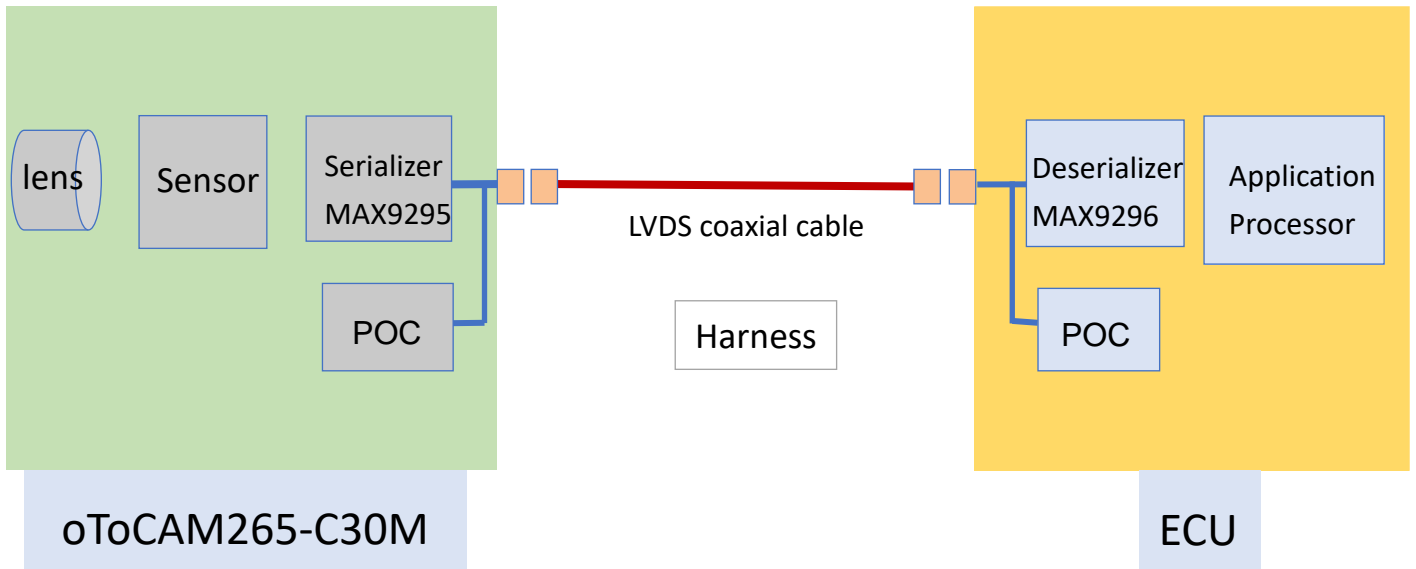 lens
Sensor
Serializer
MAX9295
POC
LVDS coaxial cable
Harness
Deserializer
MAX9296
Application
Processor
POC
oToCAM265-C30M
ECU